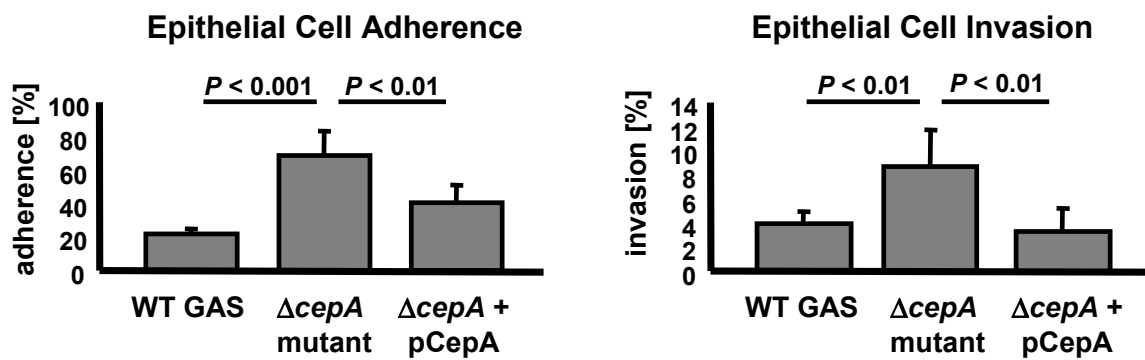 Epithelial Cell Adherence
P < 0.001
P < 0.01
adherence [%]
100
80
60
40
20
0
WT GAS
ΔcepA
mutant
ΔcepA +
pCepA
Epithelial Cell Invasion
P < 0.01
P < 0.01
invasion [%]
14
12
10
8
6
4
2
0
WT GAS
ΔcepA
mutant
ΔcepA +
pCepA